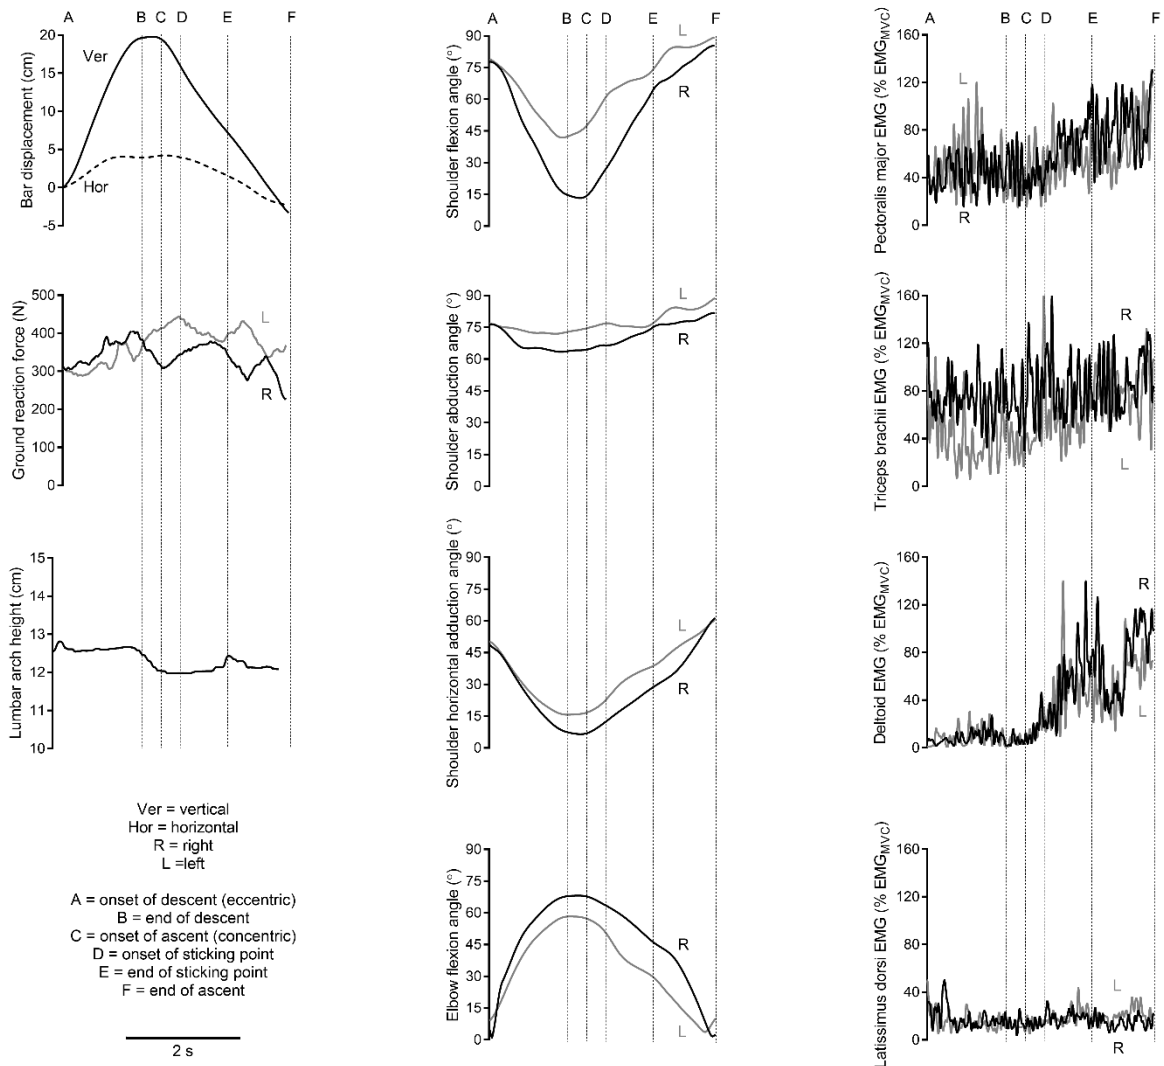 A B C D E F
Bar displacement (cm)
25
20
15
10
5
0
-5
Ver
Hor
Ground reaction force (N)
500
400
300
200
100
0
L
R
Lumbar arch height (cm)
15
14
13
12
11
10
Ver = vertical
Hor = horizontal
R = right
L =left
A = onset of descent (eccentric)
B = end of descent
C = onset of ascent (concentric)
D = onset of sticking point
E = end of sticking point
F = end of ascent
2 s
A B C D E F
Shoulder flexion angle (°)
90
75
60
45
30
15
0
L
R
Shoulder abduction angle (°)
90
75
60
45
30
15
0
L
R
Shoulder horizontal adduction angle (°)
90
75
60
45
30
15
0
L
R
Elbow flexion angle (°)
90
75
60
45
30
15
0
R
L
A B C D E F
Pectoralis major EMG (% EMGMVC)
160
120
80
40
0
L
R
Triceps brachii EMG (% EMGMVC)
160
120
80
40
0
R
L
Deltoid EMG (% EMGMVC)
160
120
80
40
0
R
L
Latissimus dorsi EMG (% EMGMVC)
160
120
80
40
0
L
R